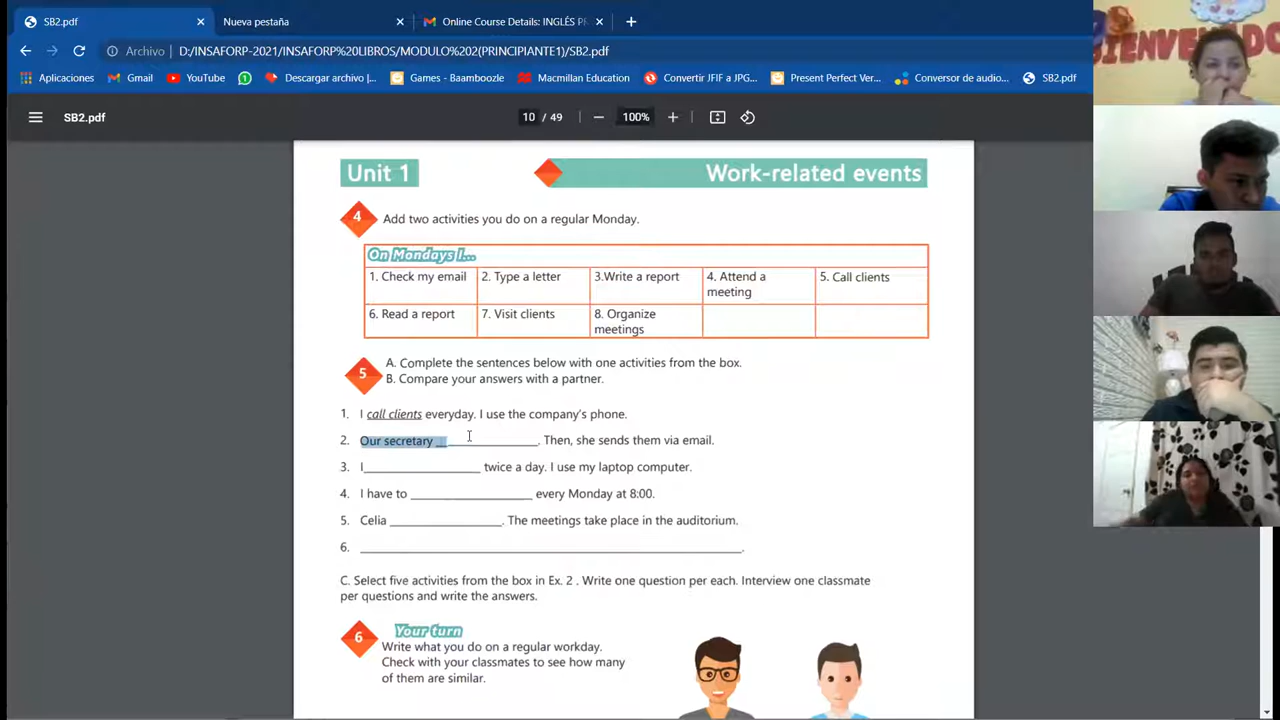 SB2.pdf
Nueva pestaña
Online Course Details: INGLÉS PR
Archivo
D:/INSAFORP-2021/INSAFORP%20LIBROS/MODULO%202(PRINCIPIANTE1)/SB2.pdf
Aplicaciones
Gmail
YouTube
Descargar archivo |...
Games - Baamboozle
Macmillan Education
Convertir JFIF a JPG...
Present Perfect Ver...
Conversor de audio...
SB2.pdf
SB2.pdf
10 / 49
100%
BIENVENIDO
Unit 1
Work-related events
4 Add two activities you do on a regular Monday.
On Mondays I...
1. Check my email
2. Type a letter
3.Write a report
4. Attend a
meeting
5. Call clients
6. Read a report
7. Visit clients
8. Organize
meetings
5 A. Complete the sentences below with one activities from the box.
B. Compare your answers with a partner.
1. I call clients everyday. I use the company's phone.
2. Our secretary _______________. Then, she sends them via email.
3. I_________________ twice a day. I use my laptop computer.
4. I have to _________________ every Monday at 8:00.
5. Celia ________________. The meetings take place in the auditorium.
6. _______________________________________________________.
C. Select five activities from the box in Ex. 2 . Write one question per each. Interview one classmate
per questions and write the answers.
6 Your turn
Write what you do on a regular workday.
Check with your classmates to see how many
of them are similar.